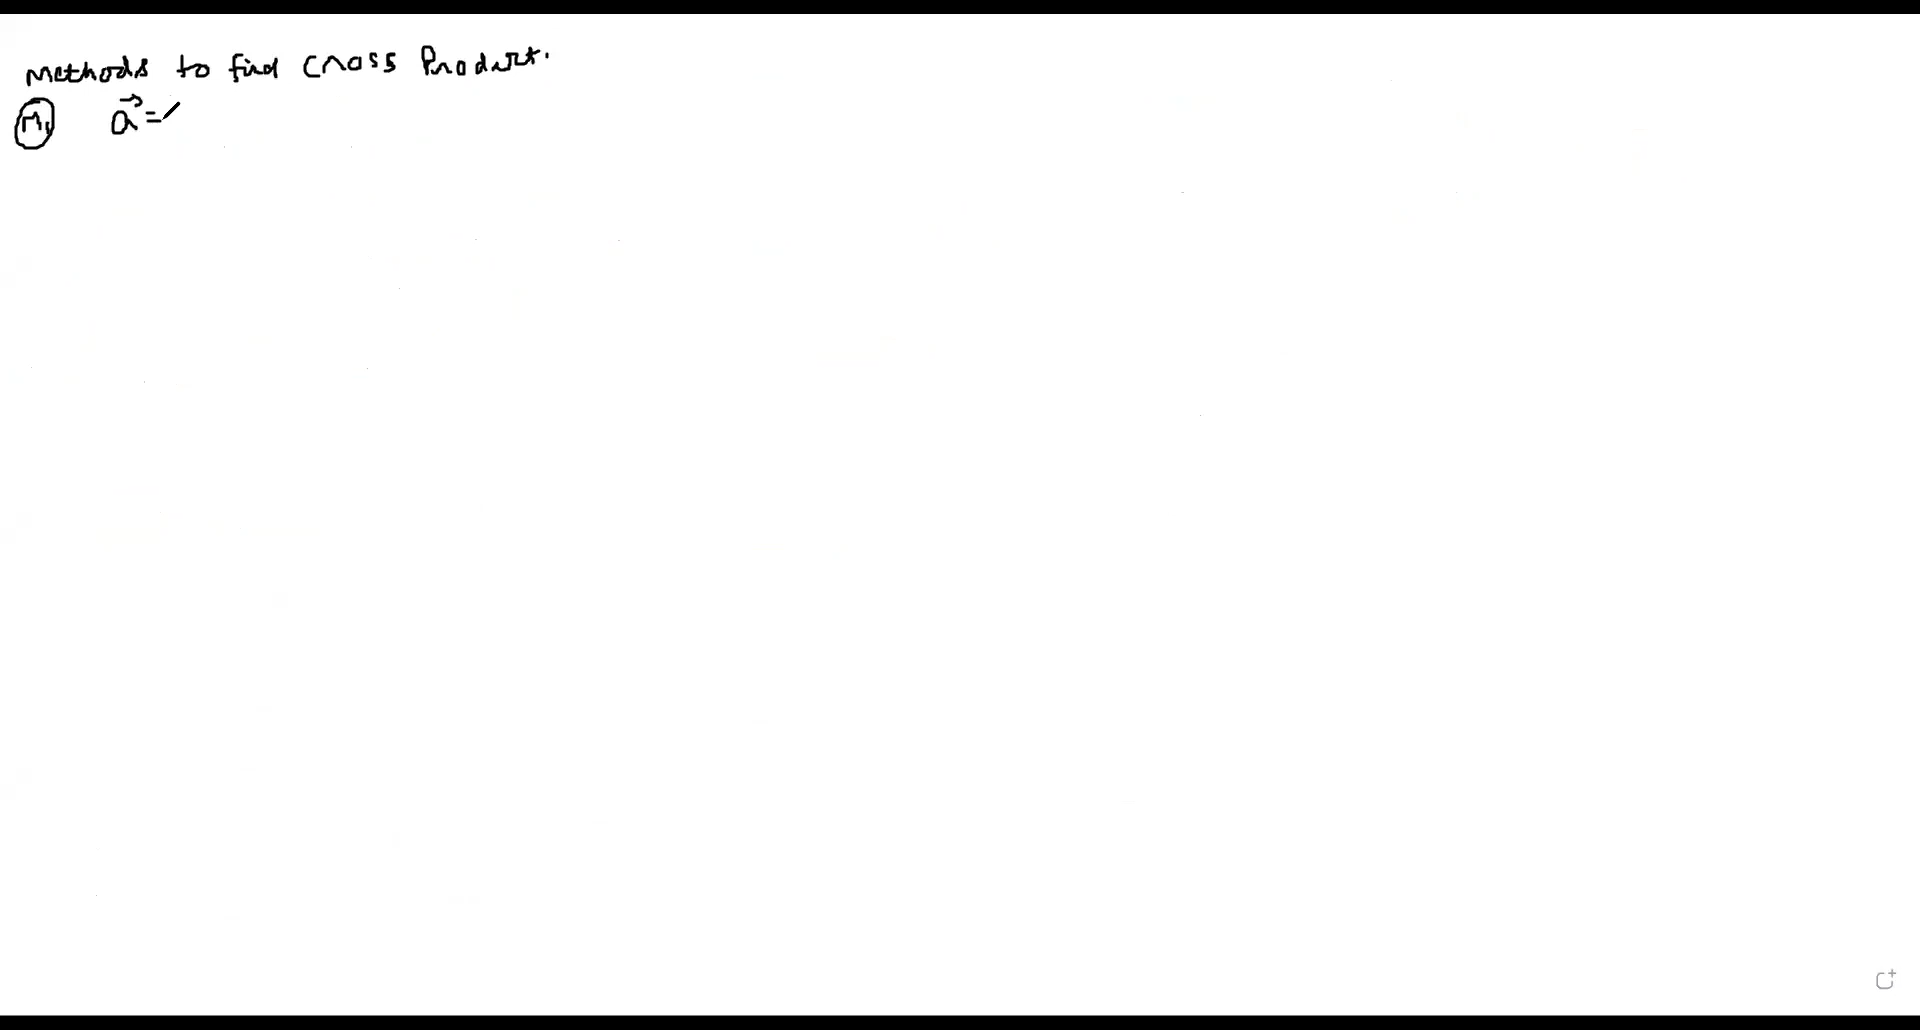 Methods to find Cross Product.
M₁ a⃗ =